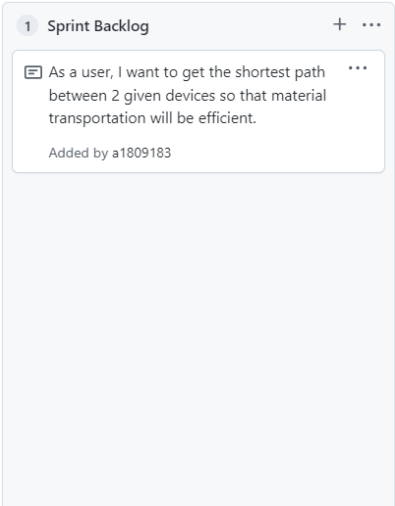 1 Sprint Backlog
As a user, I want to get the shortest path
between 2 given devices so that material
transportation will be efficient.
Added by a1809183